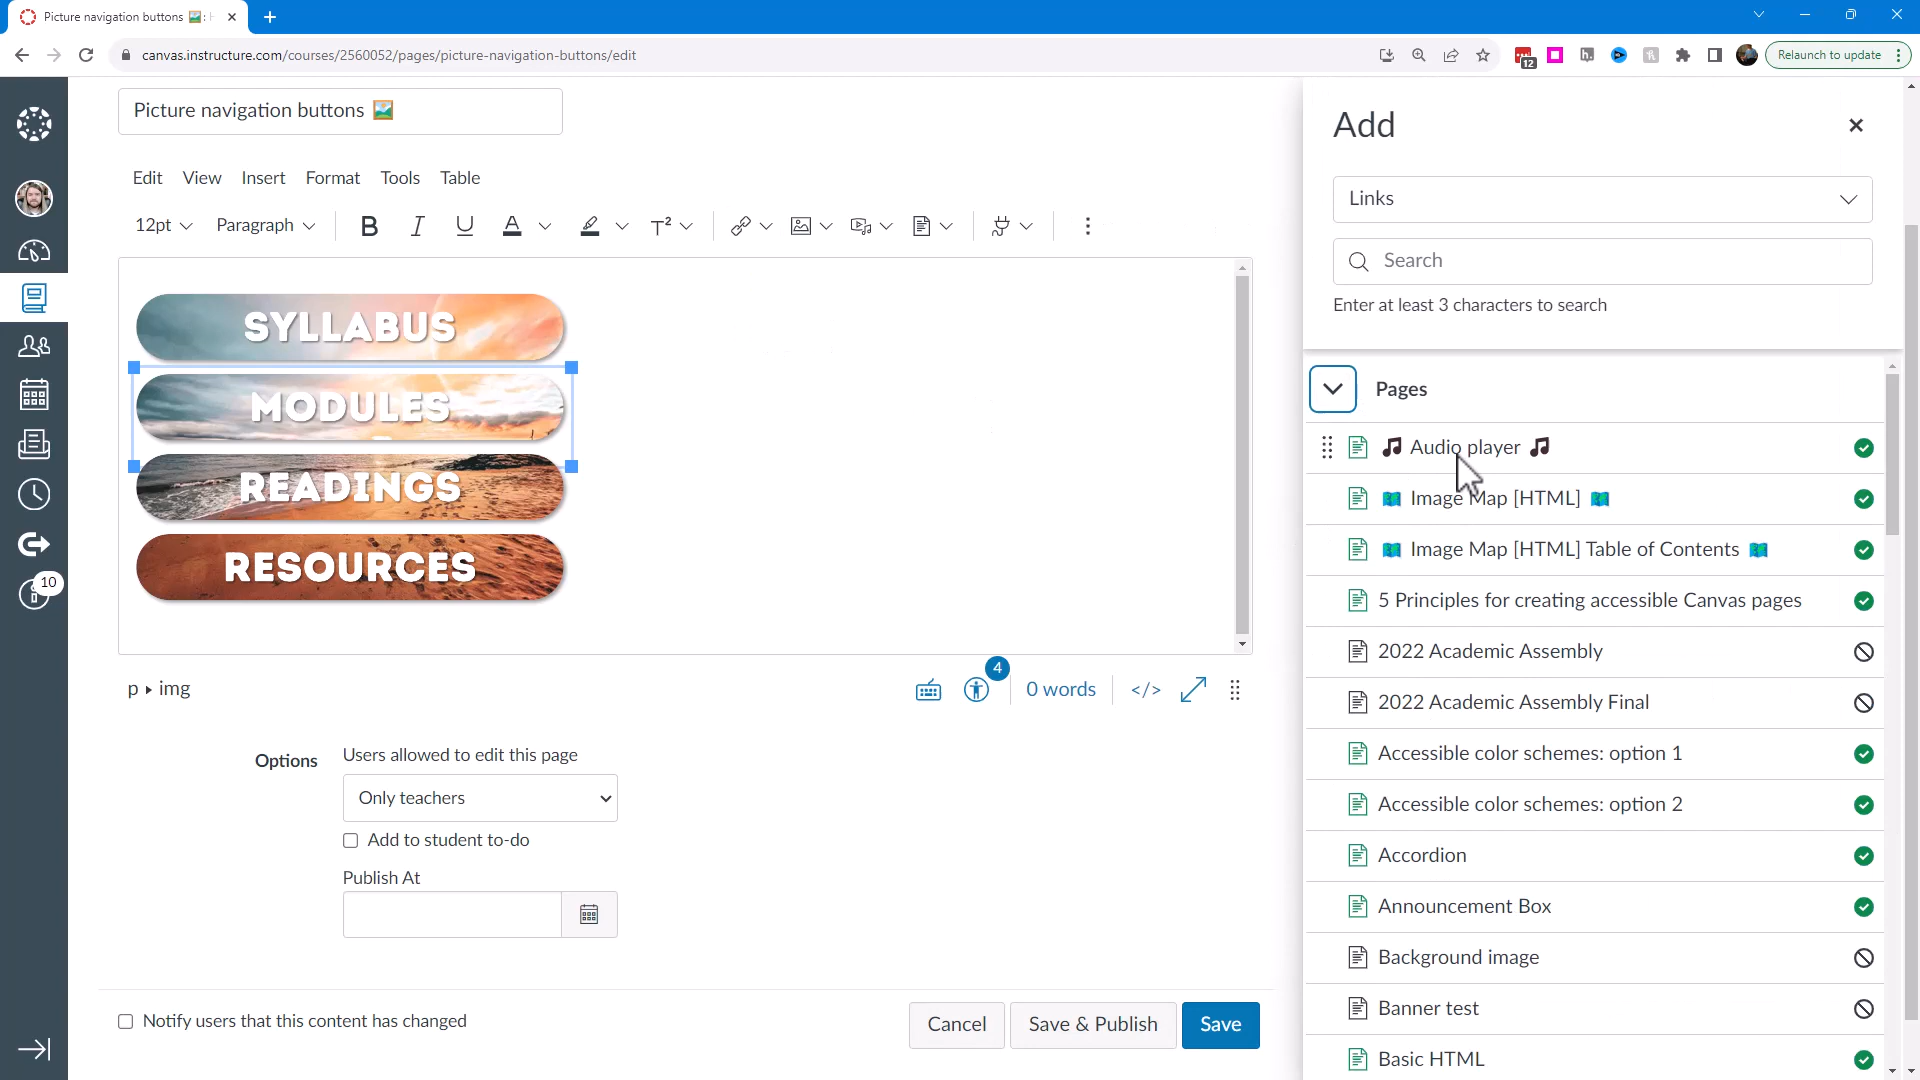 Picture navigation buttons 🖼️:
canvas.instructure.com/courses/2560052/pages/picture-navigation-buttons/edit
12
Relaunch to update
Picture navigation buttons 🖼️
Edit View Insert Format Tools Table
12pt Paragraph B I U A T²
SYLLABUS
MODULES
READINGS
RESOURCES
10
p ▸ img
4
0 words </>
Options
Users allowed to edit this page
Only teachers
Add to student to-do
Publish At
Notify users that this content has changed
Cancel
Save & Publish
Save
Add
Links
Search
Enter at least 3 characters to search
Pages
🎵 Audio player 🎵
🗺️ Image Map [HTML] 🗺️
🗺️ Image Map [HTML] Table of Contents 🗺️
5 Principles for creating accessible Canvas pages
2022 Academic Assembly
2022 Academic Assembly Final
Accessible color schemes: option 1
Accessible color schemes: option 2
Accordion
Announcement Box
Background image
Banner test
Basic HTML